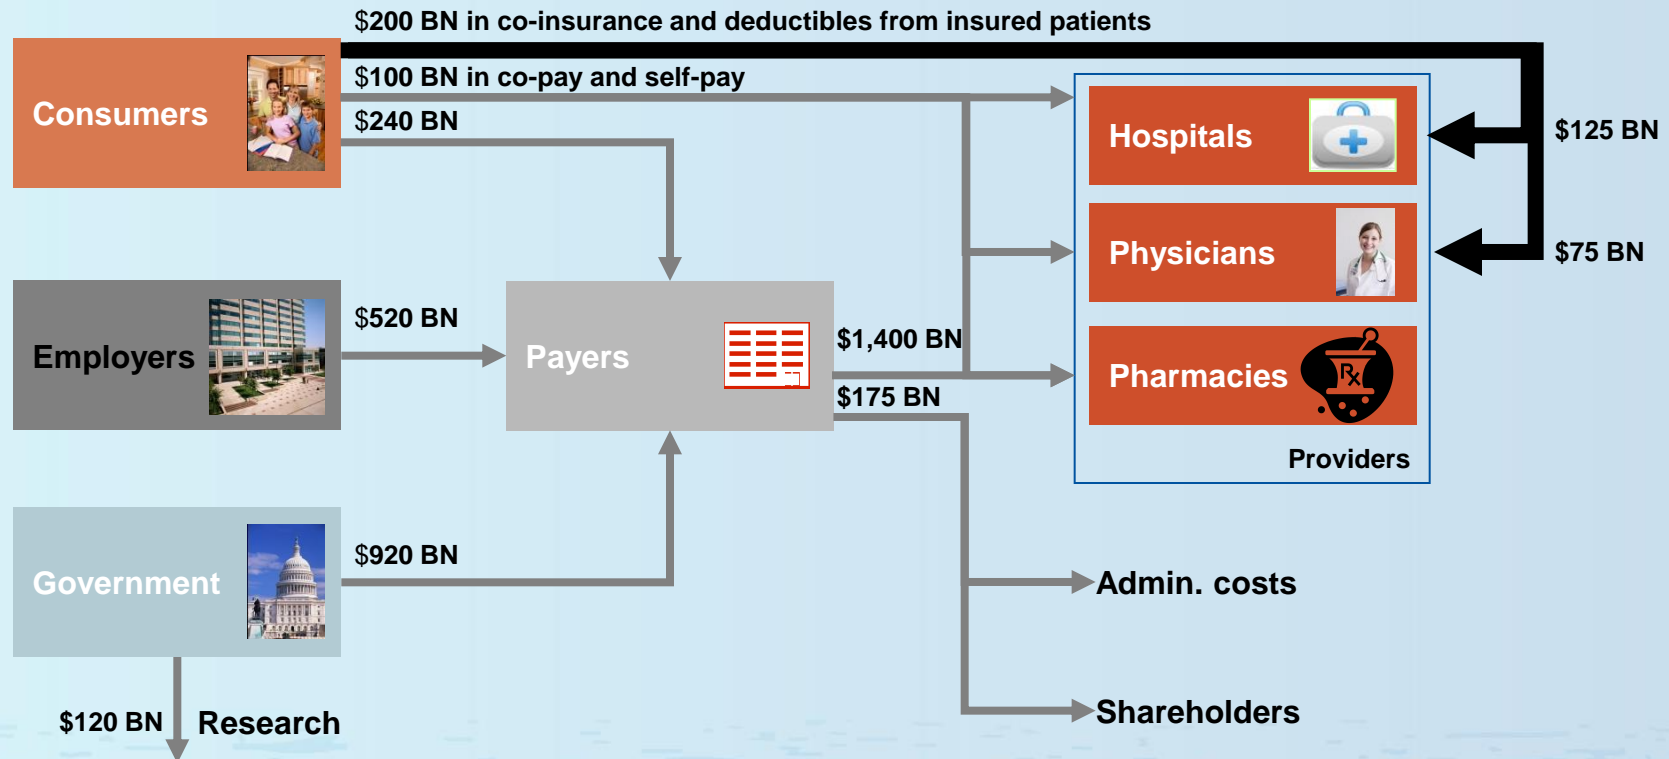 $200 BN in co-insurance and deductibles from insured patients
Consumers
$100 BN in co-pay and self-pay
$240 BN
Hospitals
$125 BN
Physicians
$75 BN
Employers
$520 BN
Payers
$1,400 BN
$175 BN
Pharmacies
Rx
Providers
Government
$920 BN
Admin. costs
$120 BN
Research
Shareholders